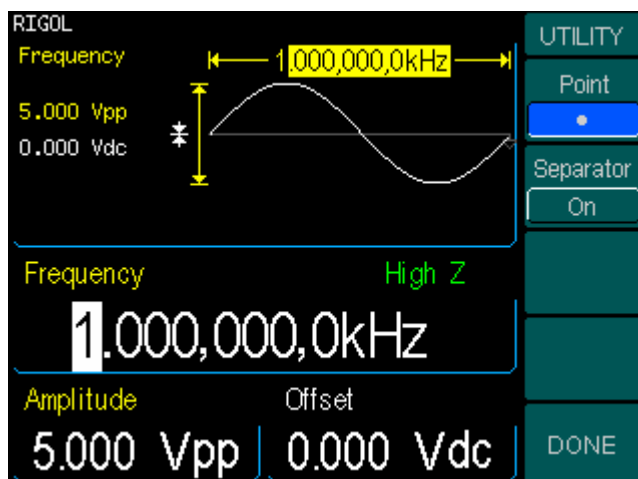 RIGOL
Frequency
1.000,000,0kHz
5.000 Vpp
0.000 Vdc
Frequency
High Z
1.000,000,0kHz
Amplitude
Offset
5.000 Vpp
0.000 Vdc
UTILITY
Point
●
Separator
On
DONE